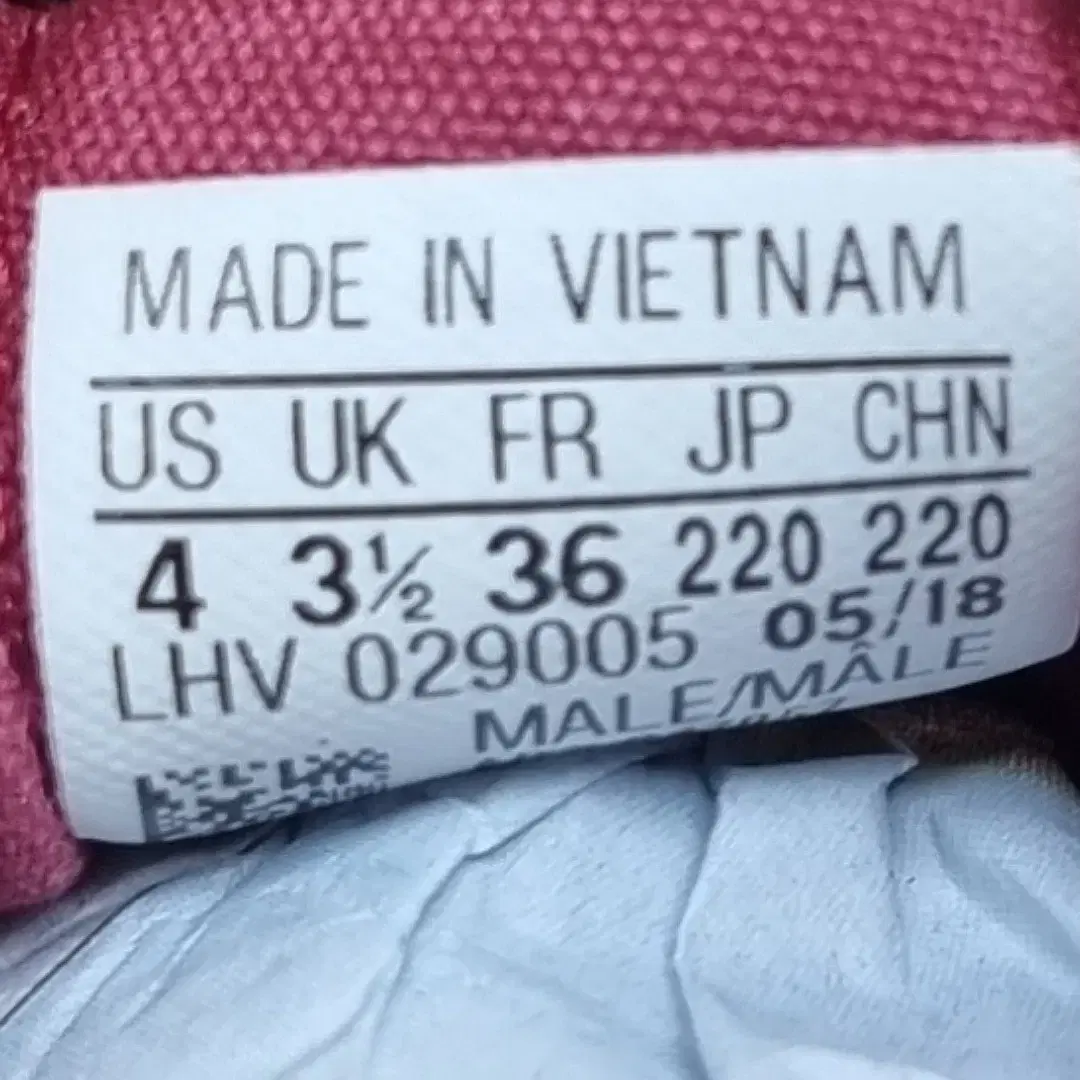 MADE IN VIETNAM
US UK FR JP CHN
4 3½ 36 220 220
LHV 029005 05/18
MALE/MÂLE